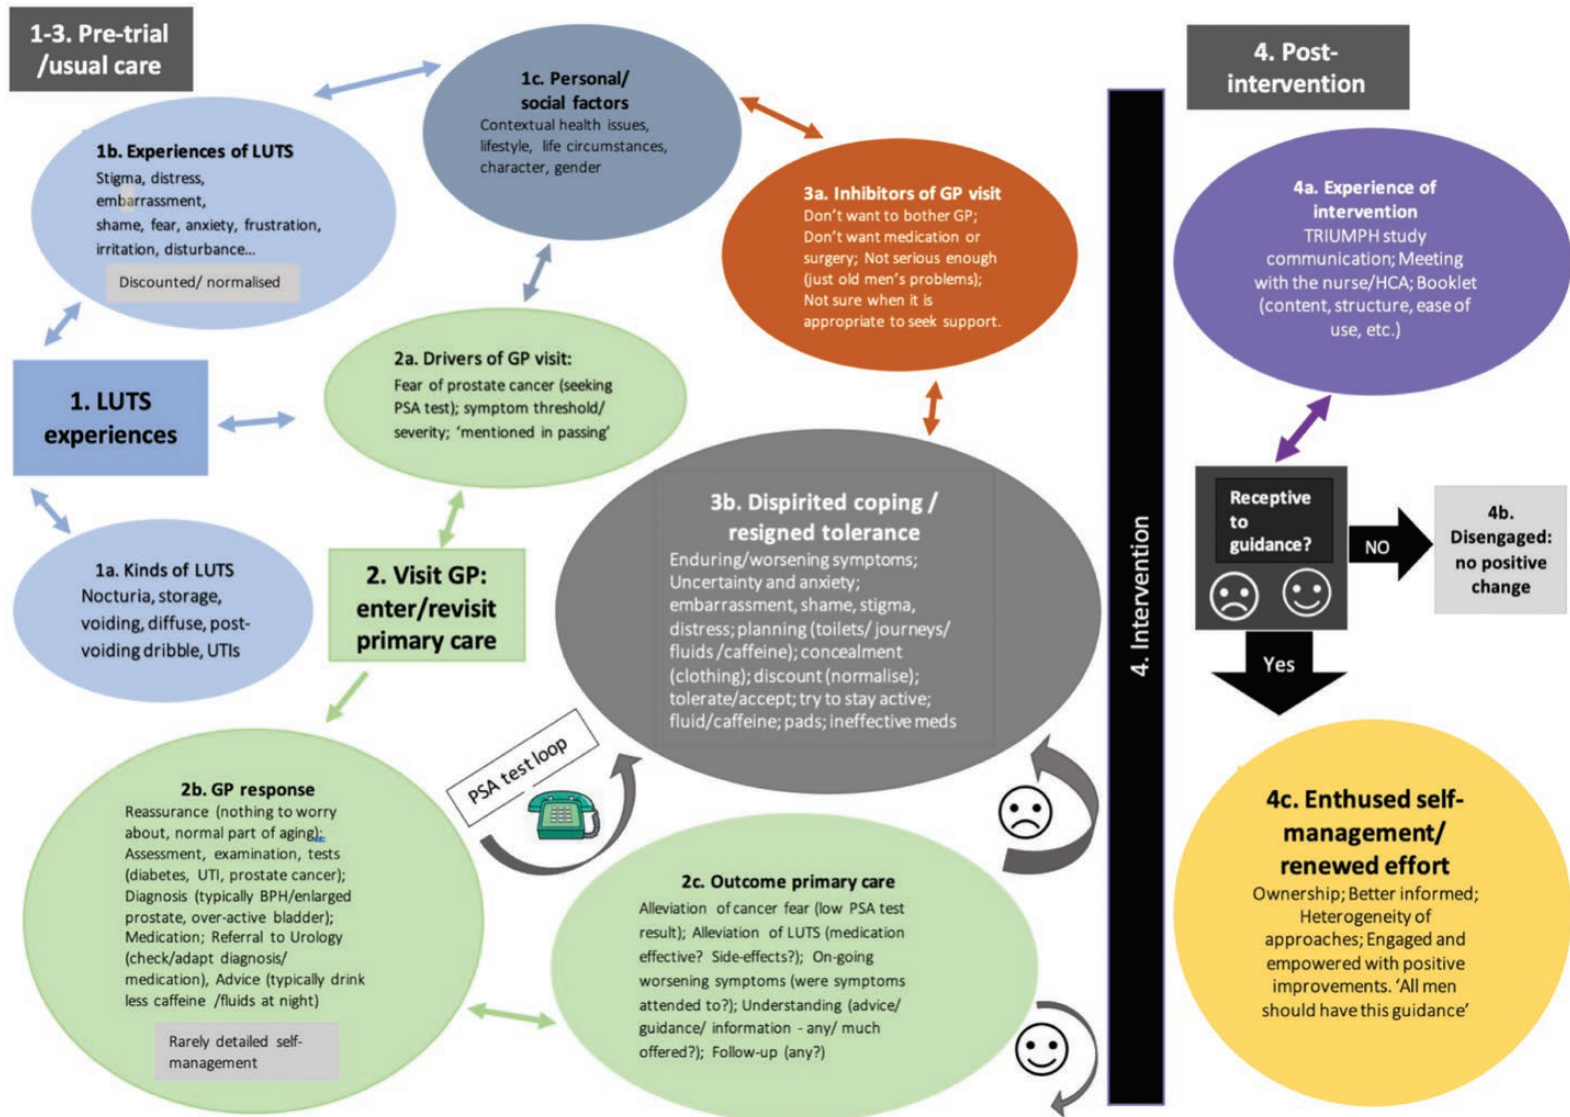 1-3. Pre-trial
/usual care
1b. Experiences of LUTS
Stigma, distress,
embarrassment,
shame, fear, anxiety, frustration,
irritation, disturbance...
Discounted/ normalised
1c. Personal/
social factors
Contextual health issues,
lifestyle, life circumstances,
character, gender
3a. Inhibitors of GP visit
Don't want to bother GP;
Don't want medication or
surgery; Not serious enough
(just old men's problems);
Not sure when it is
appropriate to seek support.
1. LUTS
experiences
2a. Drivers of GP visit:
Fear of prostate cancer (seeking
PSA test); symptom threshold/
severity; 'mentioned in passing'
1a. Kinds of LUTS
Nocturia, storage,
voiding, diffuse, post-
voiding dribble, UTIs
2. Visit GP:
enter/revisit
primary care
3b. Dispirited coping /
resigned tolerance
Enduring/worsening symptoms;
Uncertainty and anxiety;
embarrassment, shame, stigma,
distress; planning (toilets/ journeys/
fluids /caffeine); concealment
(clothing); discount (normalise);
tolerate/accept; try to stay active;
fluid/caffeine; pads; ineffective meds
2b. GP response
Reassurance (nothing to worry
about, normal part of aging);
Assessment, examination, tests
(diabetes, UTI, prostate cancer);
Diagnosis (typically BPH/enlarged
prostate, over-active bladder);
Medication; Referral to Urology
(check/adapt diagnosis/
medication), Advice (typically drink
less caffeine /fluids at night)
Rarely detailed self-
management
PSA test loop
2c. Outcome primary care
Alleviation of cancer fear (low PSA test
result); Alleviation of LUTS (medication
effective? Side-effects?); On-going
worsening symptoms (were symptoms
attended to?); Understanding (advice/
guidance/ information - any/ much
offered?); Follow-up (any?)
4. Intervention
4. Post-
intervention
4a. Experience of
intervention
TRIUMPH study
communication; Meeting
with the nurse/HCA; Booklet
(content, structure, ease of
use, etc.)
Receptive
to
guidance?
NO
4b.
Disengaged:
no positive
change
Yes
4c. Enthused self-
management/
renewed effort
Ownership; Better informed;
Heterogeneity of
approaches; Engaged and
empowered with positive
improvements. 'All men
should have this guidance'